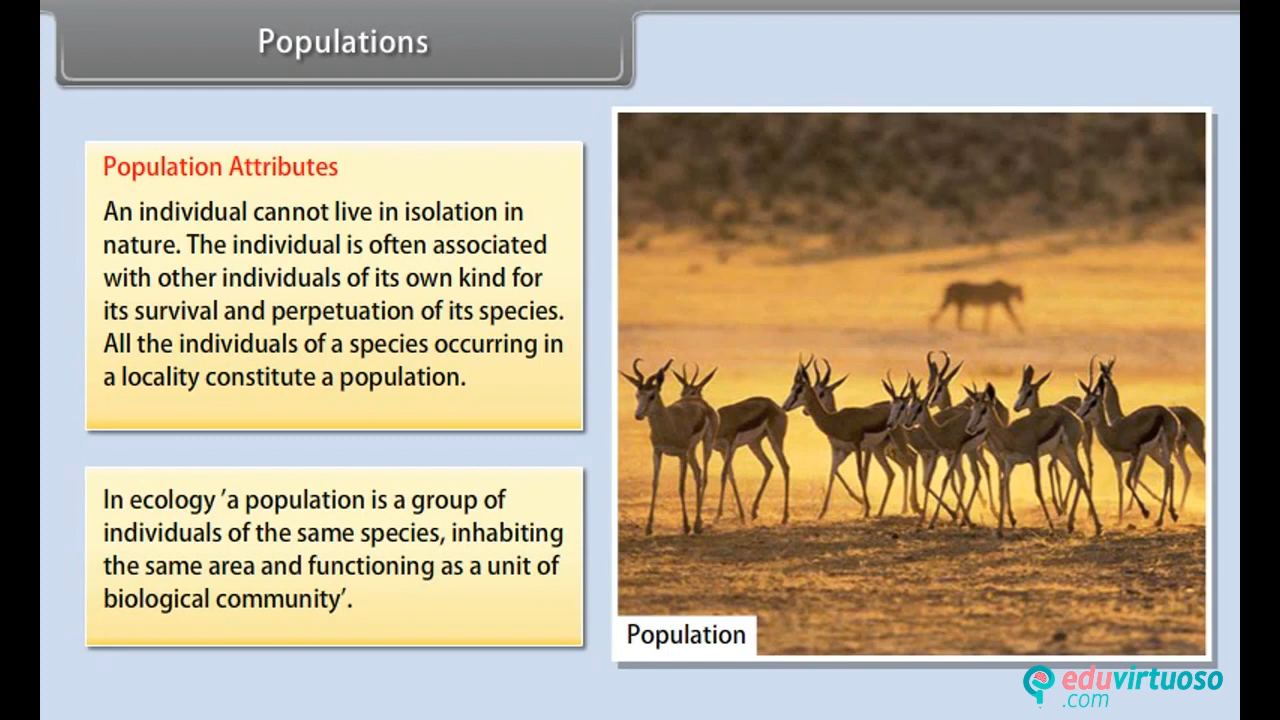 Populations
Population Attributes
An individual cannot live in isolation in
nature. The individual is often associated
with other individuals of its own kind for
its survival and perpetuation of its species.
All the individuals of a species occurring in
a locality constitute a population.
In ecology 'a population is a group of
individuals of the same species, inhabiting
the same area and functioning as a unit of
biological community'.
Population
eduvirtuoso
.com